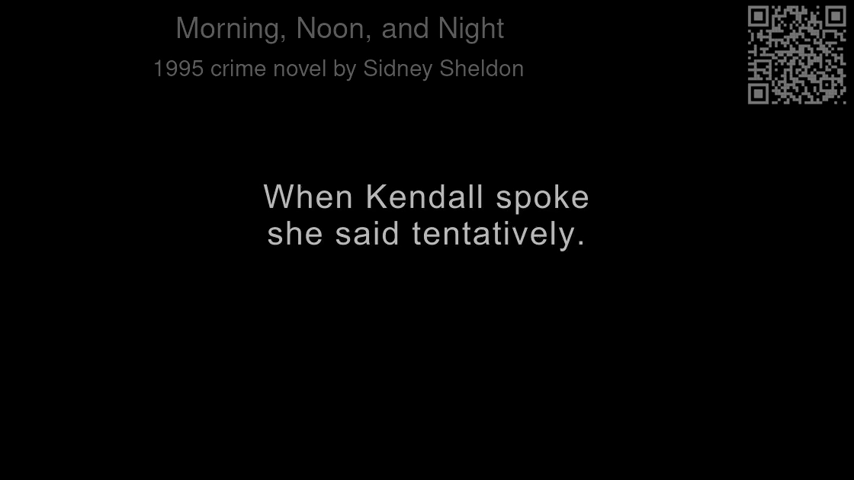 Morning, Noon, and Night
1995 crime novel by Sidney Sheldon
When Kendall spoke
she said tentatively.